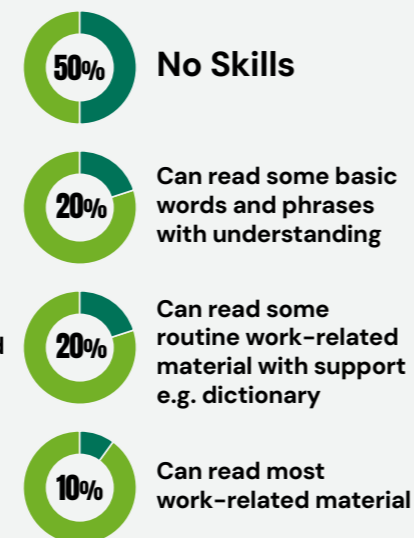 50%
No Skills
20%
Can read some basic
words and phrases
with understanding
20%
Can read some
routine work-related
material with support
e.g. dictionary
10%
Can read most
work-related material